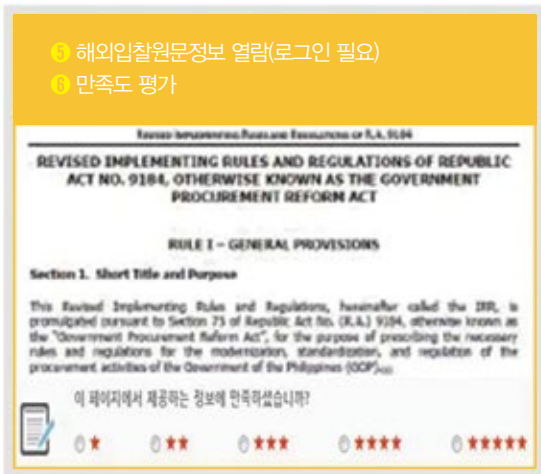 ❺ 해외입찰원문정보 열람(로그인 필요)
❻ 만족도 평가
REVISED IMPLEMENTING RULES AND REGULATIONS OF R.A. 9184
REVISED IMPLEMENTING RULES AND REGULATIONS OF REPUBLIC
ACT NO. 9184, OTHERWISE KNOWN AS THE GOVERNMENT
PROCUREMENT REFORM ACT
RULE I – GENERAL PROVISIONS
Section 1. Short Title and Purpose
This Revised Implementing Rules and Regulations, hereinafter called the IRR, is
promulgated pursuant to Section 75 of Republic Act No. (R.A.) 9184, otherwise known as
the "Government Procurement Reform Act", for the purpose of prescribing the necessary
rules and regulations for the modernization, standardization, and regulation of the
procurement activities of the Government of the Philippines (GOP).
이 페이지에서 제공하는 정보에 만족하셨습니까?
★ ★★ ★★★ ★★★★ ★★★★★